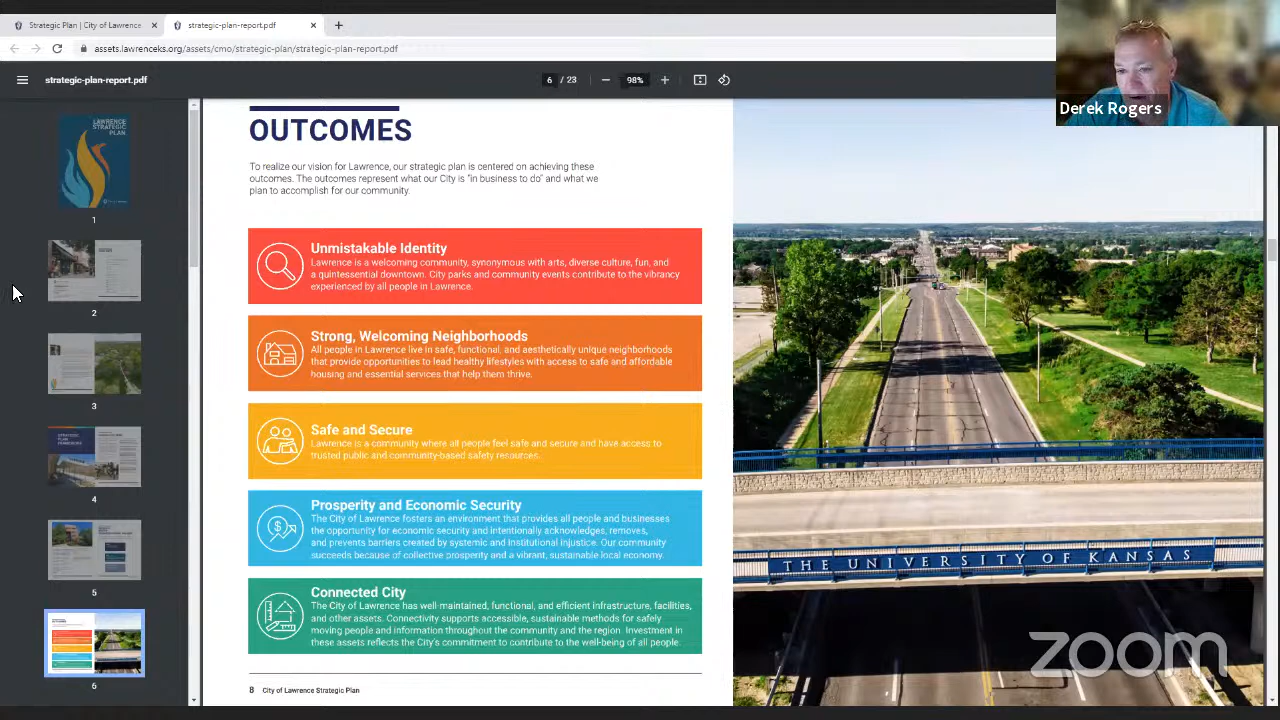 Strategic Plan | City of Lawrence
strategic-plan-report.pdf
assets.lawrenceks.org/assets/cmo/strategic-plan/strategic-plan-report.pdf
strategic-plan-report.pdf
6 / 23
98%
Derek Rogers
LAWRENCE
STRATEGIC
PLAN
1
2
3
STRATEGIC
PLAN
4
5
6
OUTCOMES
To realize our vision for Lawrence, our strategic plan is centered on achieving these
outcomes. The outcomes represent what our City is "in business to do" and what we
plan to accomplish for our community.
Unmistakable Identity
Lawrence is a welcoming community, synonymous with arts, diverse culture, fun, and
a quintessential downtown. City parks and community events contribute to the vibrancy
experienced by all people in Lawrence.
Strong, Welcoming Neighborhoods
All people in Lawrence live in safe, functional, and aesthetically unique neighborhoods
that provide opportunities to lead healthy lifestyles with access to safe and affordable
housing and essential services that help them thrive.
Safe and Secure
Lawrence is a community where all people feel safe and secure and have access to
trusted public and community-based safety resources.
Prosperity and Economic Security
The City of Lawrence fosters an environment that provides all people and businesses
the opportunity for economic security and intentionally acknowledges, removes,
and prevents barriers created by systemic and institutional injustice. Our community
succeeds because of collective prosperity and a vibrant, sustainable local economy.
Connected City
The City of Lawrence has well maintained, functional, and efficient infrastructure, facilities,
and other assets. Connectivity supports accessible, sustainable methods for safely
moving people and information throughout the community and the region. Investment in
these assets reflects the City's commitment to contribute to the well-being of all people.
8 City of Lawrence Strategic Plan
THE UNIVERSITY OF KANSAS
zoom